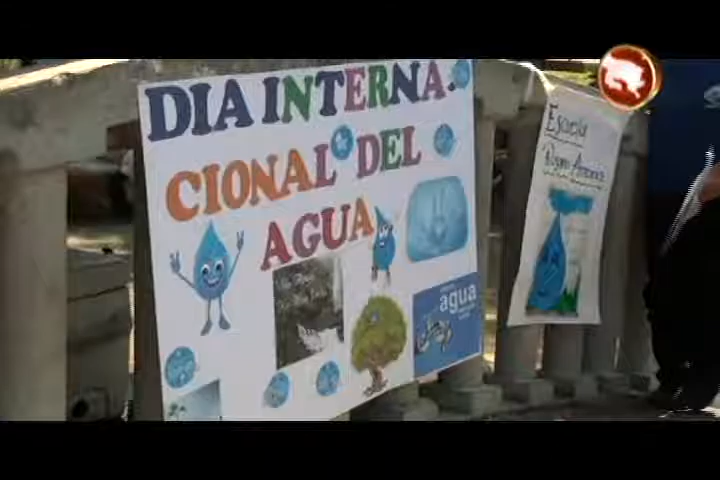 DIA INTERNA-
CIONAL DEL
AGUA
agua
Escuela